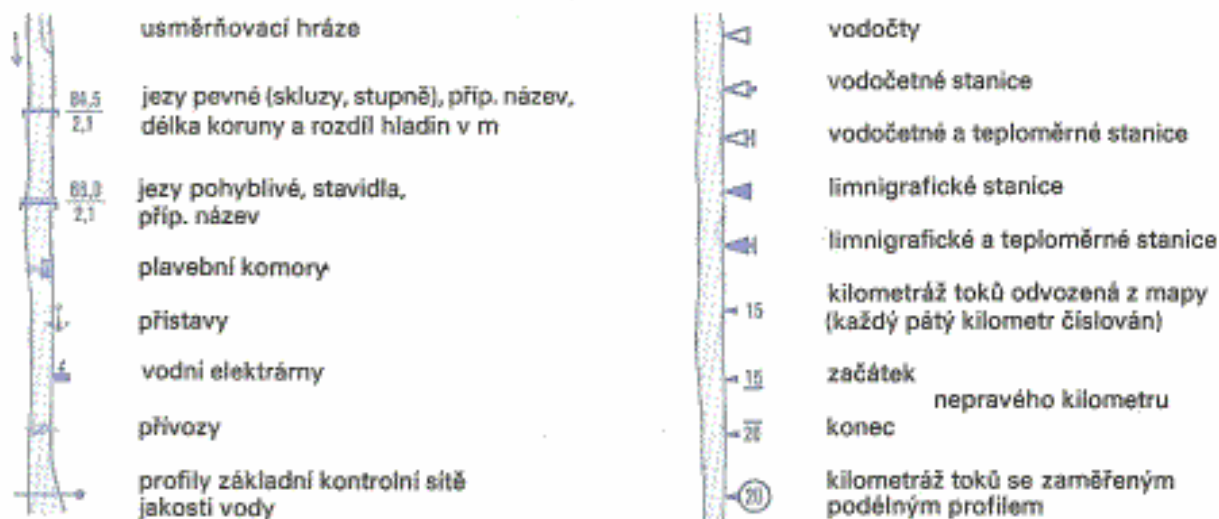 usměrňovací hráze
84,5
2,1
jezy pevné (skluzy, stupně), příp. název,
délka koruny a rozdíl hladin v m
2,1
jezy pohyblivé, stavidla,
příp. název
plavební komory
přístavy
vodní elektrárny
přívozy
profily základní kontrolní sítě
jakosti vody
vodočty
vodočetné stanice
vodočetné a teploměrné stanice
limnigrafické stanice
limnigrafické a teploměrné stanice
15
kilometráž toků odvozená z mapy
(každý pátý kilometr číslován)
15
začátek
nepravého kilometru
20
konec
20
kilometráž toků se zaměřeným
podélným profilem